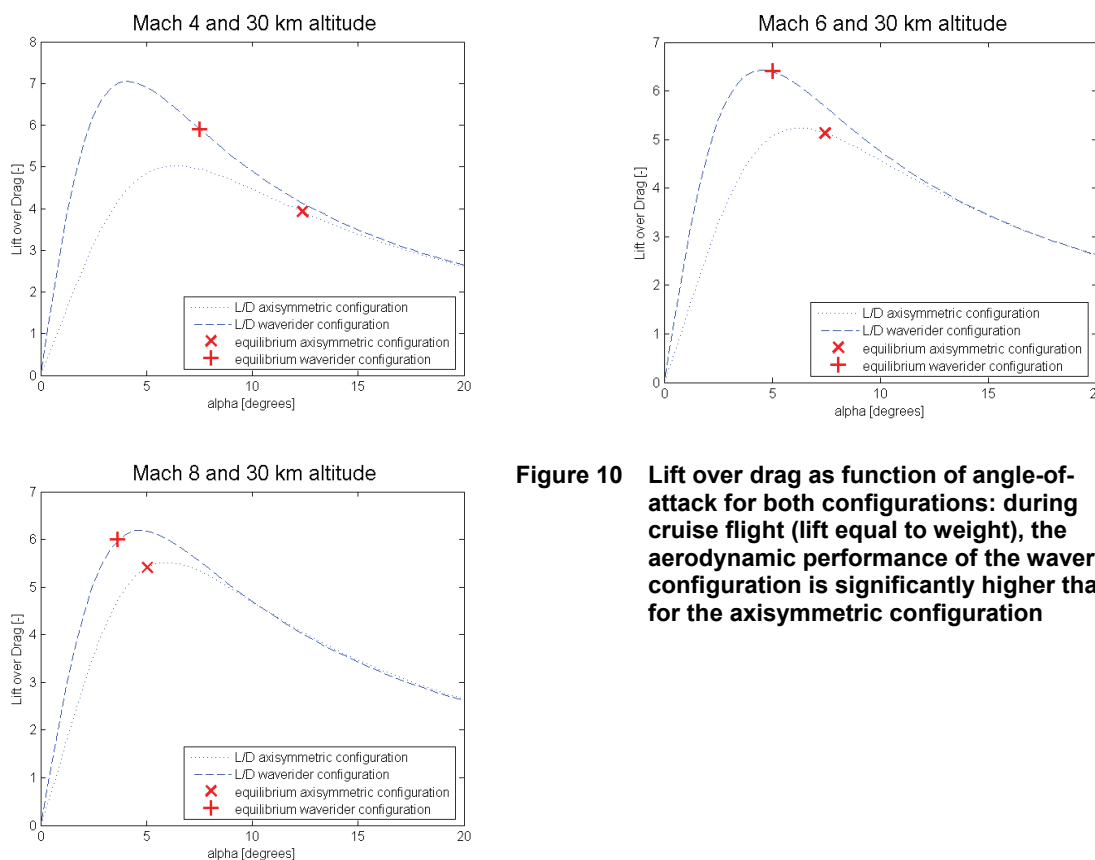 Mach 4 and 30 km altitude
8
7
6
5
4
3
2
1
0
Lift over Drag [-]
L/D axisymmetric configuration
L/D waverider configuration
equilibrium axisymmetric configuration
equilibrium waverider configuration
0 5 10 15 20
alpha [degrees]
Mach 6 and 30 km altitude
7
6
5
4
3
2
1
0
Lift over Drag [-]
L/D axisymmetric configuration
L/D waverider configuration
equilibrium axisymmetric configuration
equilibrium waverider configuration
0 5 10 15
alpha [degrees]
Mach 8 and 30 km altitude
7
6
5
4
3
2
1
0
Lift over Drag [-]
L/D axisymmetric configuration
L/D waverider configuration
equilibrium axisymmetric configuration
equilibrium waverider configuration
0 5 10 15 20
alpha [degrees]
Figure 10 Lift over drag as function of angle-of-
attack for both configurations: during
cruise flight (lift equal to weight), the
aerodynamic performance of the
configuration is significantly higher
for the axisymmetric configuration